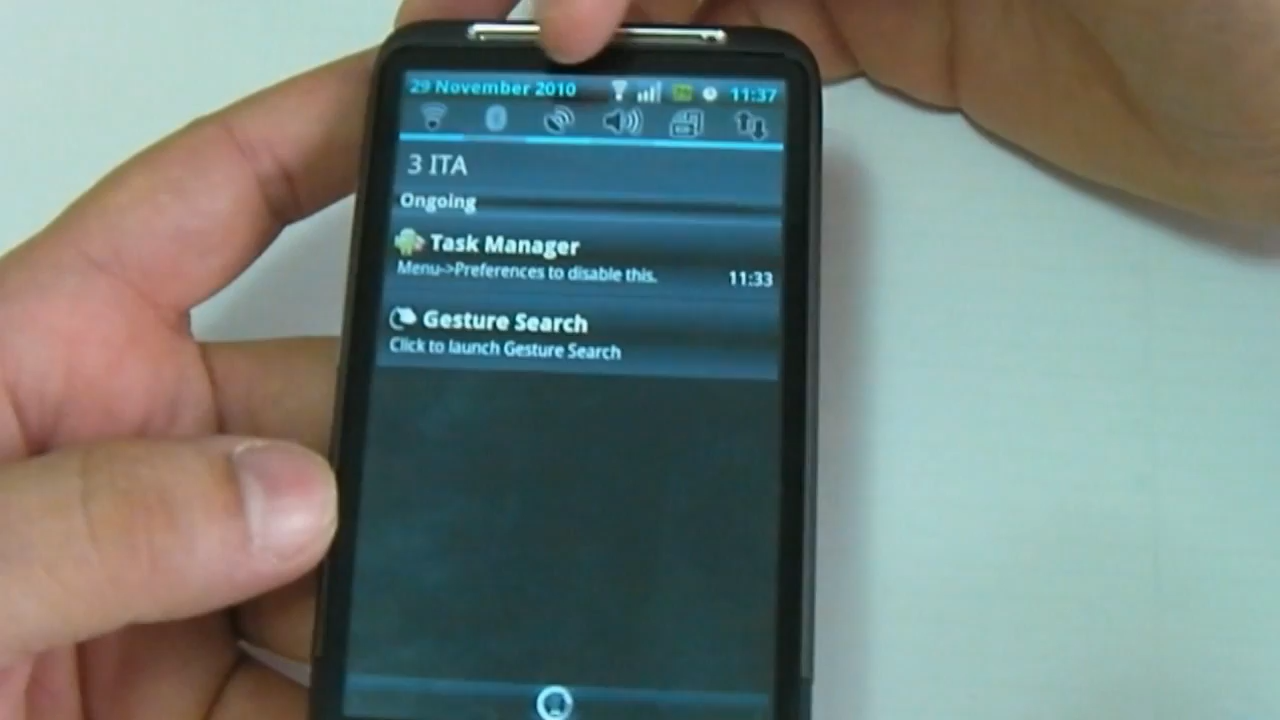 29 November 2010 11:37
3 ITA
Ongoing
Task Manager
Menu->Preferences to disable this. 11:33
Gesture Search
Click to launch Gesture Search